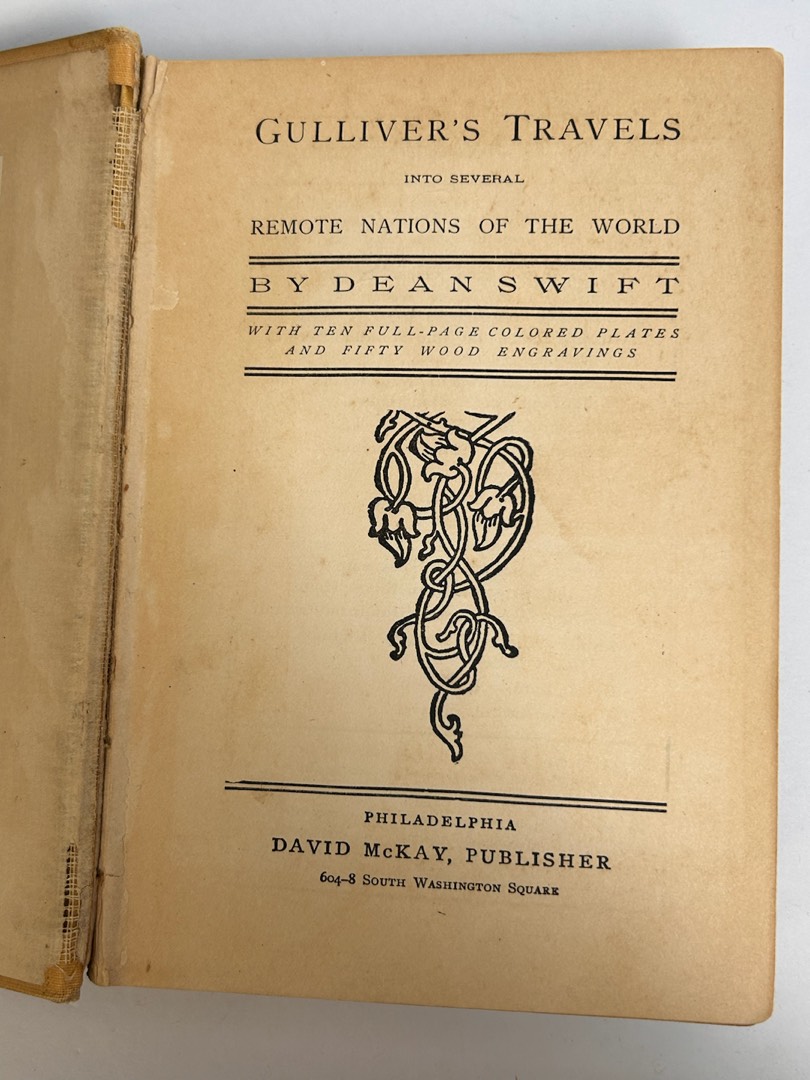 GULLIVER'S TRAVELS
INTO SEVERAL
REMOTE NATIONS OF THE WORLD
BY DEAN SWIFT
WITH TEN FULL-PAGE COLORED PLATES
AND FIFTY WOOD ENGRAVINGS
PHILADELPHIA
DAVID McKAY, PUBLISHER
604-8 SOUTH WASHINGTON SQUARE